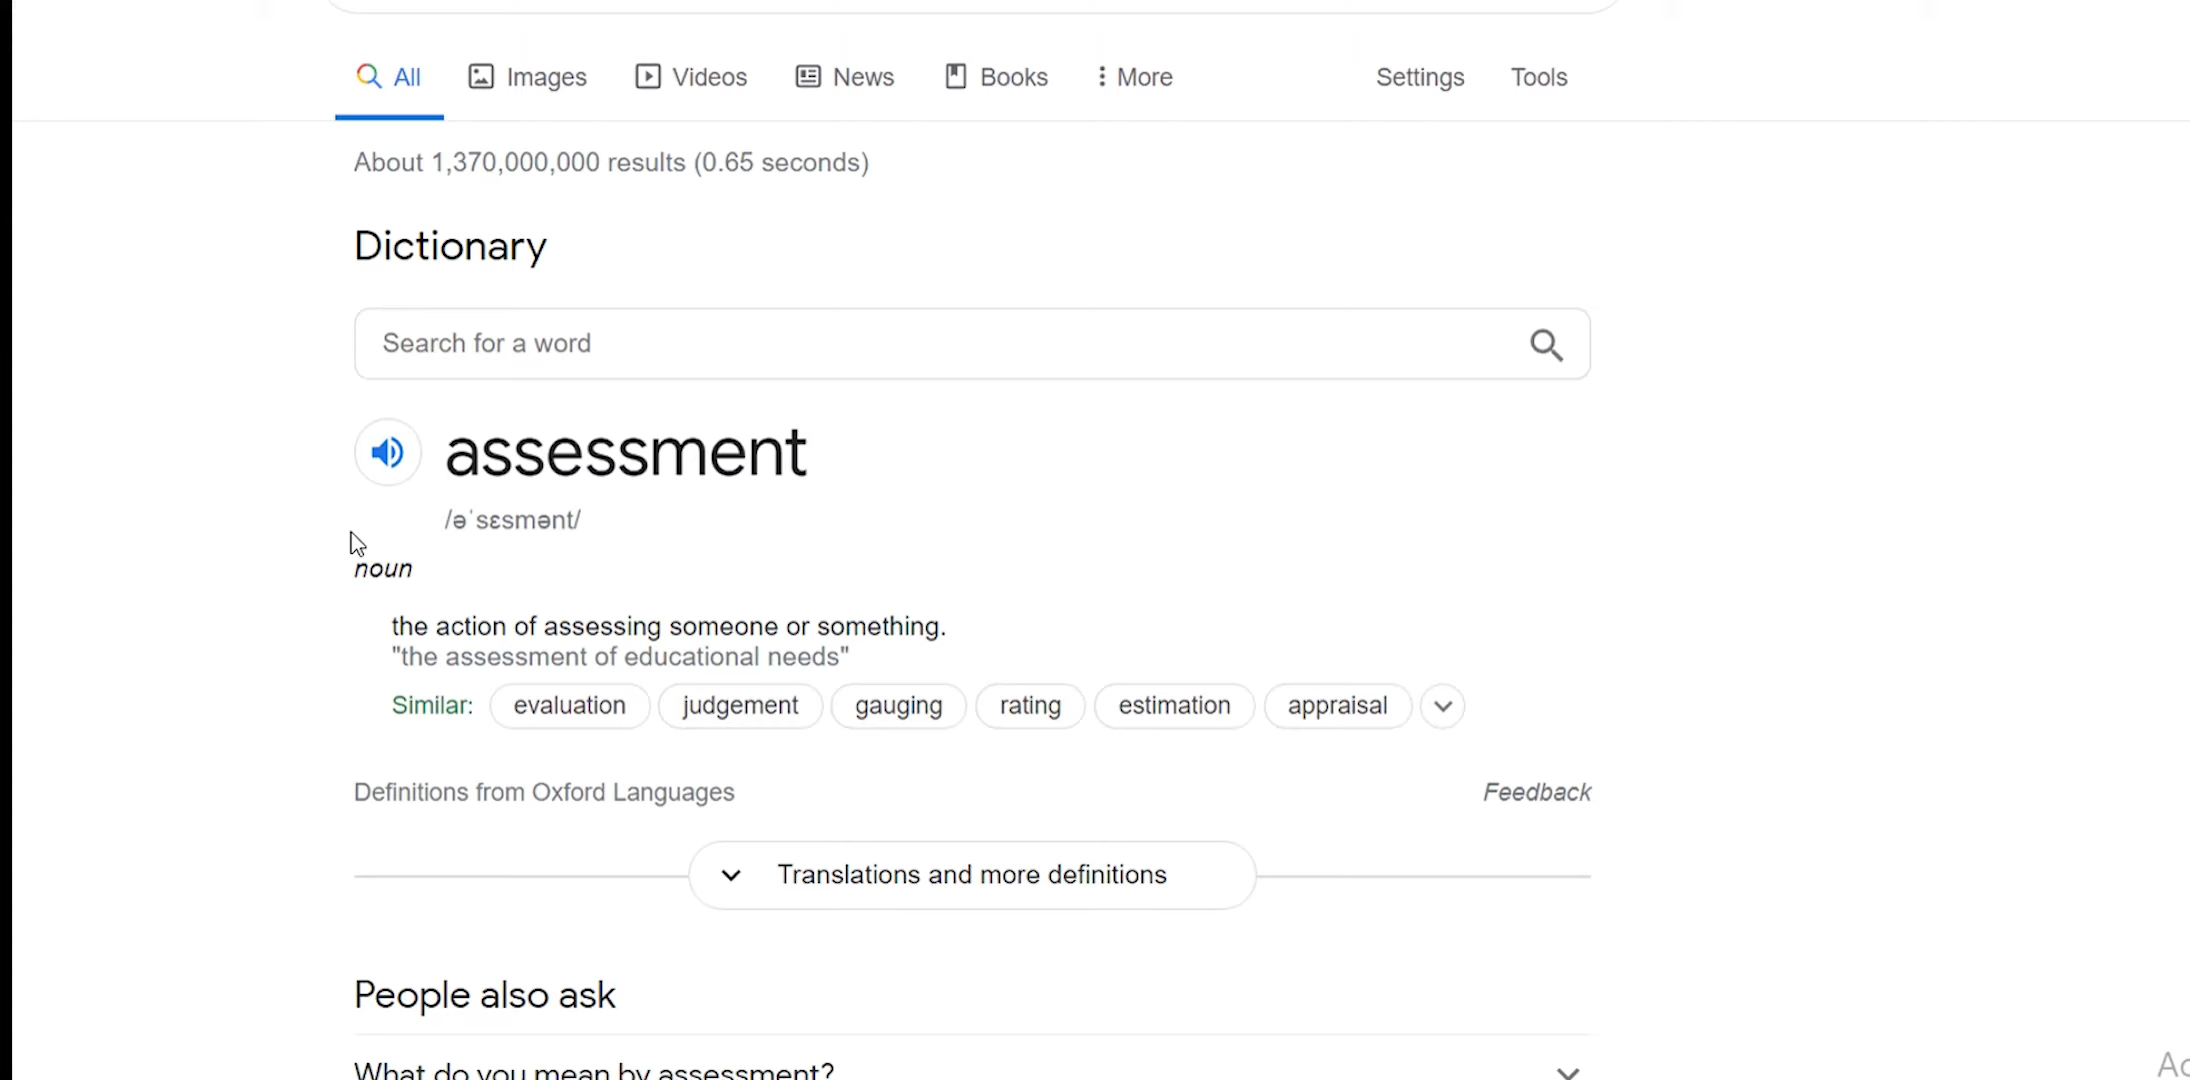 All Images Videos News Books More Settings Tools
About 1,370,000,000 results (0.65 seconds)
Dictionary
Search for a word
assessment
/əˈsɛsmənt/
noun
the action of assessing someone or something.
"the assessment of educational needs"
Similar: evaluation judgement gauging rating estimation appraisal
Definitions from Oxford Languages Feedback
Translations and more definitions
People also ask
What do you mean by assessment?